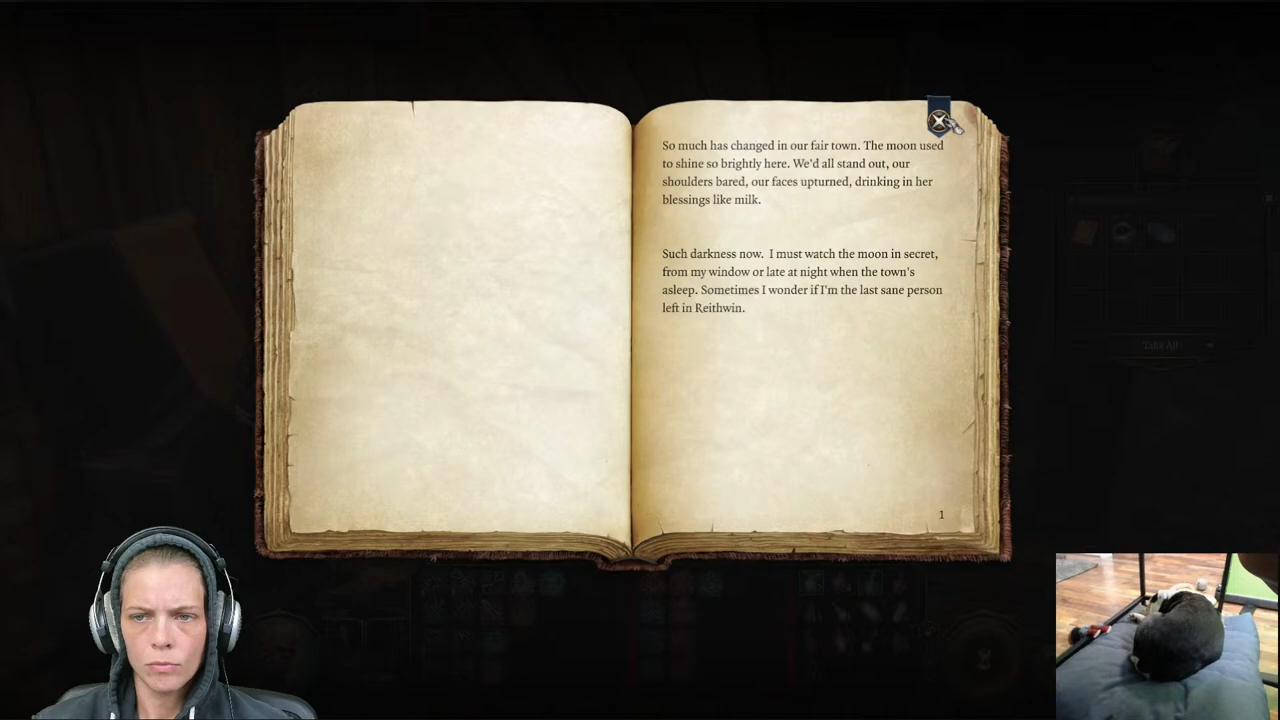 So much has changed in our fair town. The moon used
to shine so brightly here. We'd all stand out, our
shoulders bared, our faces upturned, drinking in her
blessings like milk.
Such darkness now.  I must watch the moon in secret,
from my window or late at night when the town's
asleep. Sometimes I wonder if I'm the last sane person
left in Reithwin.
Take All
1